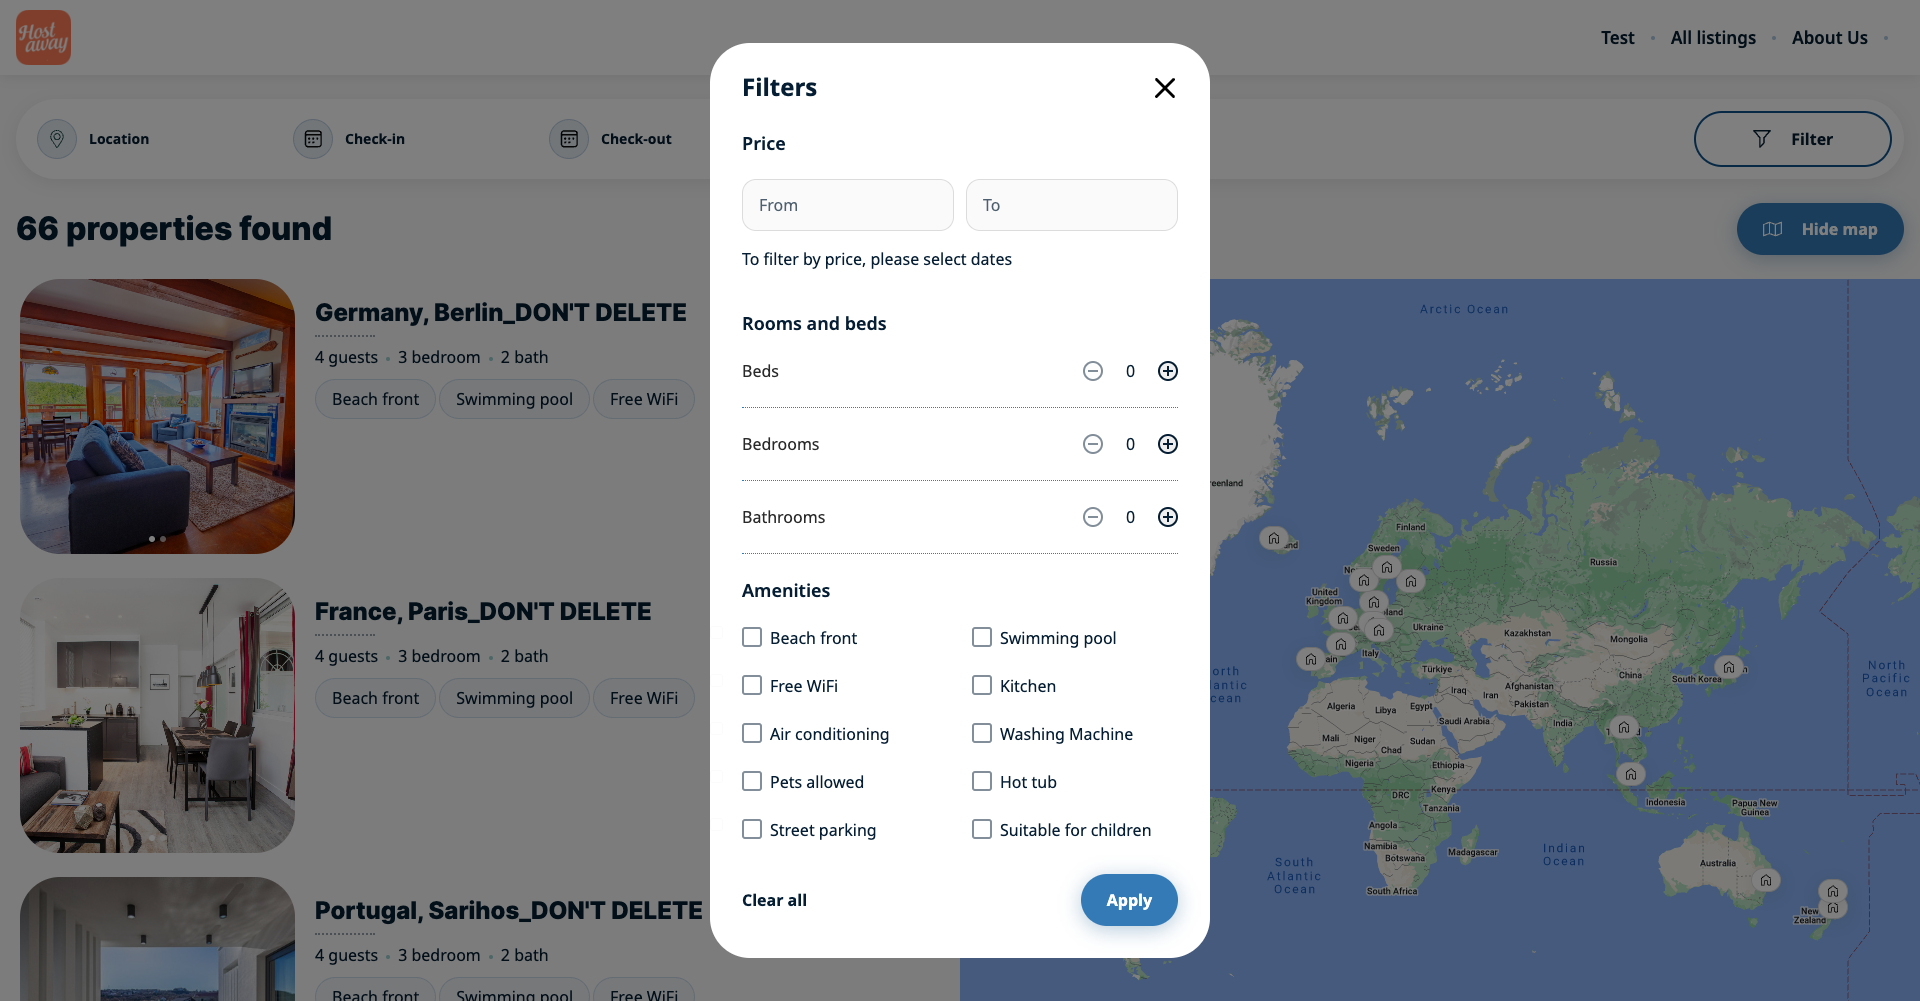 Host
away
Test
All listings
About Us
Location
Check-in
Check-out
Filter
66 properties found
Hide map
Germany, Berlin_DON'T DELETE
4 guests • 3 bedroom • 2 bath
Beach front
Swimming pool
Free WiFi
France, Paris_DON'T DELETE
4 guests • 3 bedroom • 2 bath
Beach front
Swimming pool
Free WiFi
Portugal, Sarihos_DON'T DELETE
4 guests • 3 bedroom • 2 bath
Beach front
Swimming pool
Free WiFi
Filters
Price
From
To
To filter by price, please select dates
Rooms and beds
Beds
0
Bedrooms
0
Bathrooms
0
Amenities
Beach front
Swimming pool
Free WiFi
Kitchen
Air conditioning
Washing Machine
Pets allowed
Hot tub
Street parking
Suitable for children
Clear all
Apply
Arctic Ocean
Finland
Sweden
Russia
United
Kingdom
Ukraine
Kazakhstan
Mongolia
Italy
Türkiye
China
South Korea
North
Pacific
Ocean
Iraq
Iran
Afghanistan
Pakistan
Algeria
Libya
Egypt
Saudi Arabia
India
Mali
Niger
Chad
Sudan
Nigeria
Ethiopia
DRC
Kenya
Tanzania
Indonesia
Papua New
Guinea
Angola
Namibia
Botswana
Madagascar
Indian
Ocean
South
Atlantic
Ocean
South Africa
Australia
New
Zealand